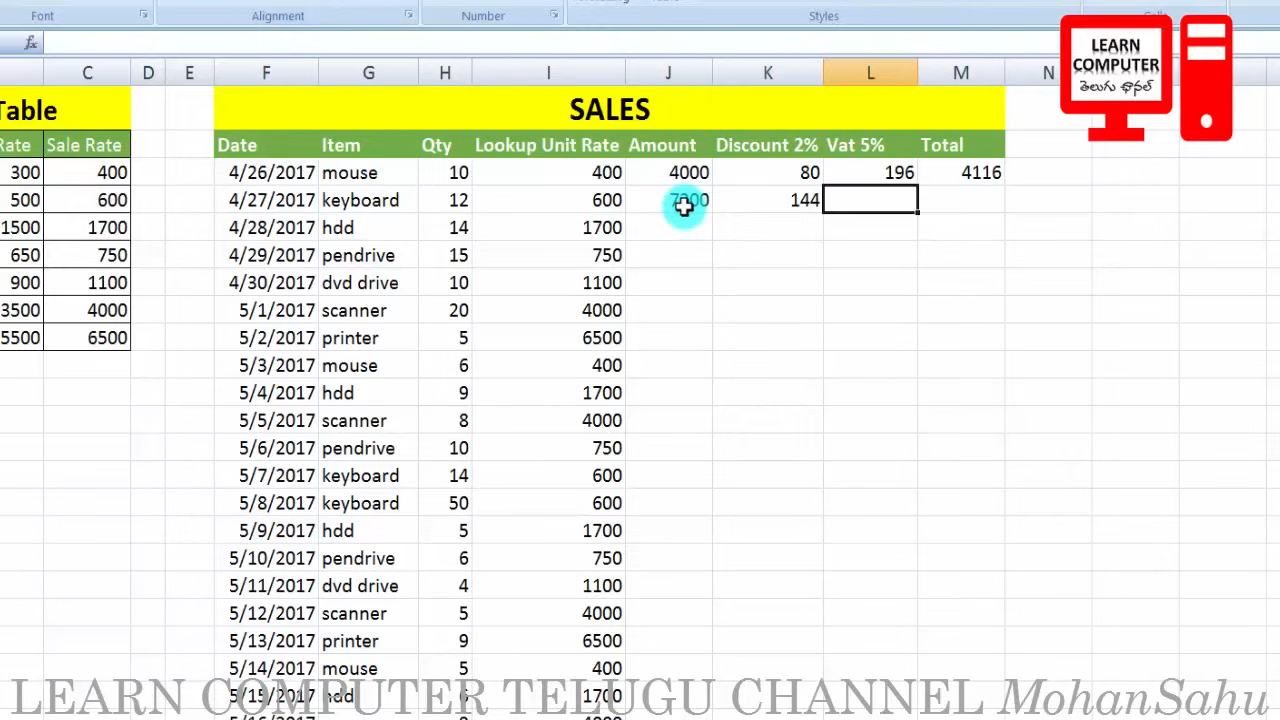 Font Alignment Number Styles
fx
C D E F G H I J K L M N
Table SALES
Rate Sale Rate Date Item Qty Lookup Unit Rate Amount Discount 2% Vat 5% Total
300 400 4/26/2017 mouse 10 400 4000 80 196 4116
500 600 4/27/2017 keyboard 12 600 7200 144
1500 1700 4/28/2017 hdd 14 1700
650 750 4/29/2017 pendrive 15 750
900 1100 4/30/2017 dvd drive 10 1100
3500 4000 5/1/2017 scanner 20 4000
5500 6500 5/2/2017 printer 5 6500
5/3/2017 mouse 6 400
5/4/2017 hdd 9 1700
5/5/2017 scanner 8 4000
5/6/2017 pendrive 10 750
5/7/2017 keyboard 14 600
5/8/2017 keyboard 50 600
5/9/2017 hdd 5 1700
5/10/2017 pendrive 6 750
5/11/2017 dvd drive 4 1100
5/12/2017 scanner 5 4000
5/13/2017 printer 9 6500
5/14/2017 mouse 5 400
5/15/2017 hdd 6 1700
LEARN
COMPUTER
తెలుగు ఛానల్
LEARN COMPUTER TELUGU CHANNEL MohanSahu